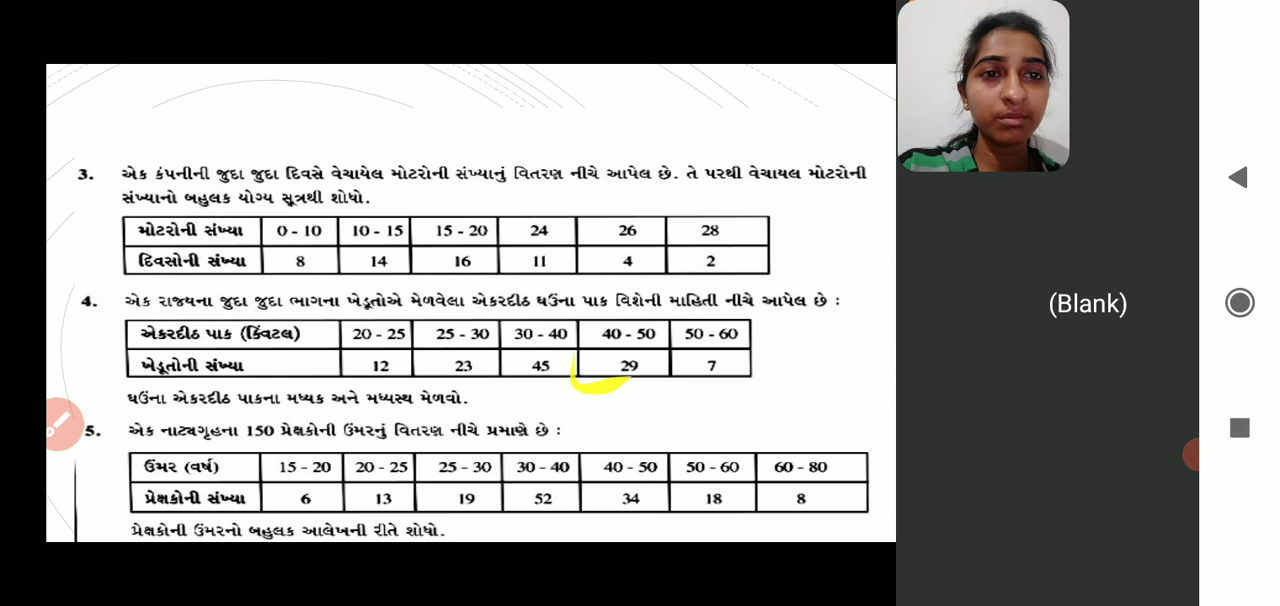 3. એક કંપનીની જુદા જુદા દિવસે વેચાયેલ મોટરોની સંખ્યાનું વિતરણ નીચે આપેલ છે. તે પરથી વેચાયલ મોટરોની
સંખ્યાનો બહુલક યોગ્ય સૂત્રથી શોધો.
મોટરોની સંખ્યા 0 - 10 10 - 15 15 - 20 24 26 28
દિવસોની સંખ્યા 8 14 16 11 4 2
4. એક રાજ્યના જુદા જુદા ભાગના ખેડૂતોએ મેળવેલા એકરદીઠ ઘઉંના પાક વિશેની માહિતી નીચે આપેલ છે :
એકરદીઠ પાક (ક્વિંટલ) 20 - 25 25 - 30 30 - 40 40 - 50 50 - 60
ખેડૂતોની સંખ્યા 12 23 45 29 7
ઘઉંના એકરદીઠ પાકના મધ્યક અને મધ્યસ્થ મેળવો.
5. એક નાટ્યગૃહના 150 પ્રેક્ષકોની ઉંમરનું વિતરણ નીચે પ્રમાણે છે :
ઉંમર (વર્ષ) 15 - 20 20 - 25 25 - 30 30 - 40 40 - 50 50 - 60 60 - 80
પ્રેક્ષકોની સંખ્યા 6 13 19 52 34 18 8
પ્રેક્ષકોની ઉંમરનો બહુલક આલેખની રીતે શોધો.
(Blank)